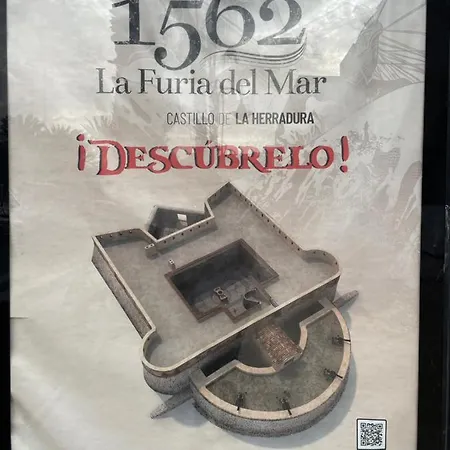 1562
La Furia del Mar
CASTILLO DE LA HERRADURA
¡DESCÚBRELO!